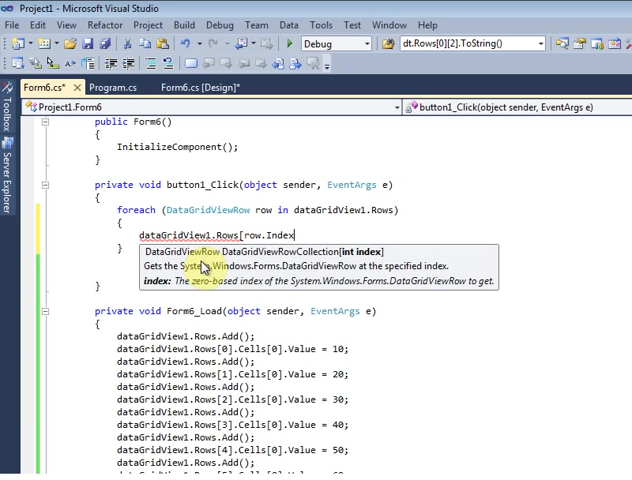 Project1 - Microsoft Visual Studio
File Edit View Refactor Project Build Debug Team Data Tools Test Window Help
Debug dt.Rows[0][2].ToString()
Form6.cs* Program.cs Form6.cs [Design]*
Project1.Form6 button1_Click(object sender, EventArgs e)
Toolbox
Server Explorer
public Form6()
{
InitializeComponent();
}
private void button1_Click(object sender, EventArgs e)
{
foreach (DataGridViewRow row in dataGridView1.Rows)
{
dataGridView1.Rows[row.Index
}
DataGridViewRow DataGridViewRowCollection[int index]
Gets the System.Windows.Forms.DataGridViewRow at the specified index.
index: The zero-based index of the System.Windows.Forms.DataGridViewRow to get.
}
private void Form6_Load(object sender, EventArgs e)
{
dataGridView1.Rows.Add();
dataGridView1.Rows[0].Cells[0].Value = 10;
dataGridView1.Rows.Add();
dataGridView1.Rows[1].Cells[0].Value = 20;
dataGridView1.Rows.Add();
dataGridView1.Rows[2].Cells[0].Value = 30;
dataGridView1.Rows.Add();
dataGridView1.Rows[3].Cells[0].Value = 40;
dataGridView1.Rows.Add();
dataGridView1.Rows[4].Cells[0].Value = 50;
dataGridView1.Rows.Add();